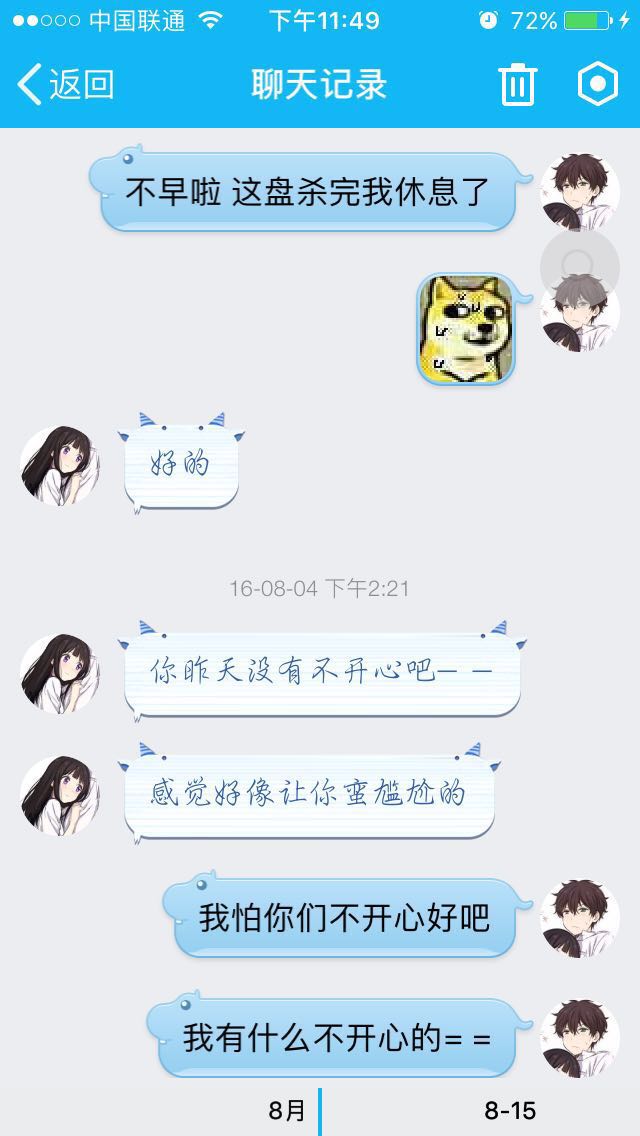 中国联通 下午11:49 72%
返回 聊天记录
不早啦 这盘杀完我休息了
好的
16-08-04 下午2:21
你昨天没有不开心吧— —
感觉好像让你蛮尴尬的
我怕你们不开心好吧
我有什么不开心的= =
8月 8-15